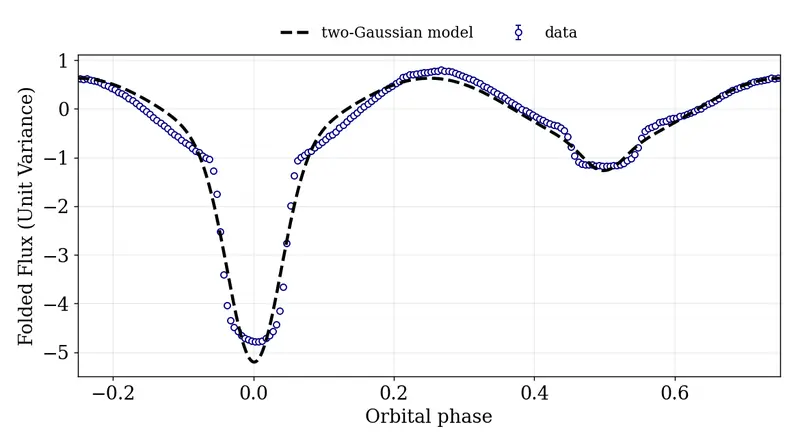 two-Gaussian model data
1
0
−1
−2
−3
−4
−5
Folded Flux (Unit Variance)
−0.2 0.0 0.2 0.4 0.6
Orbital phase